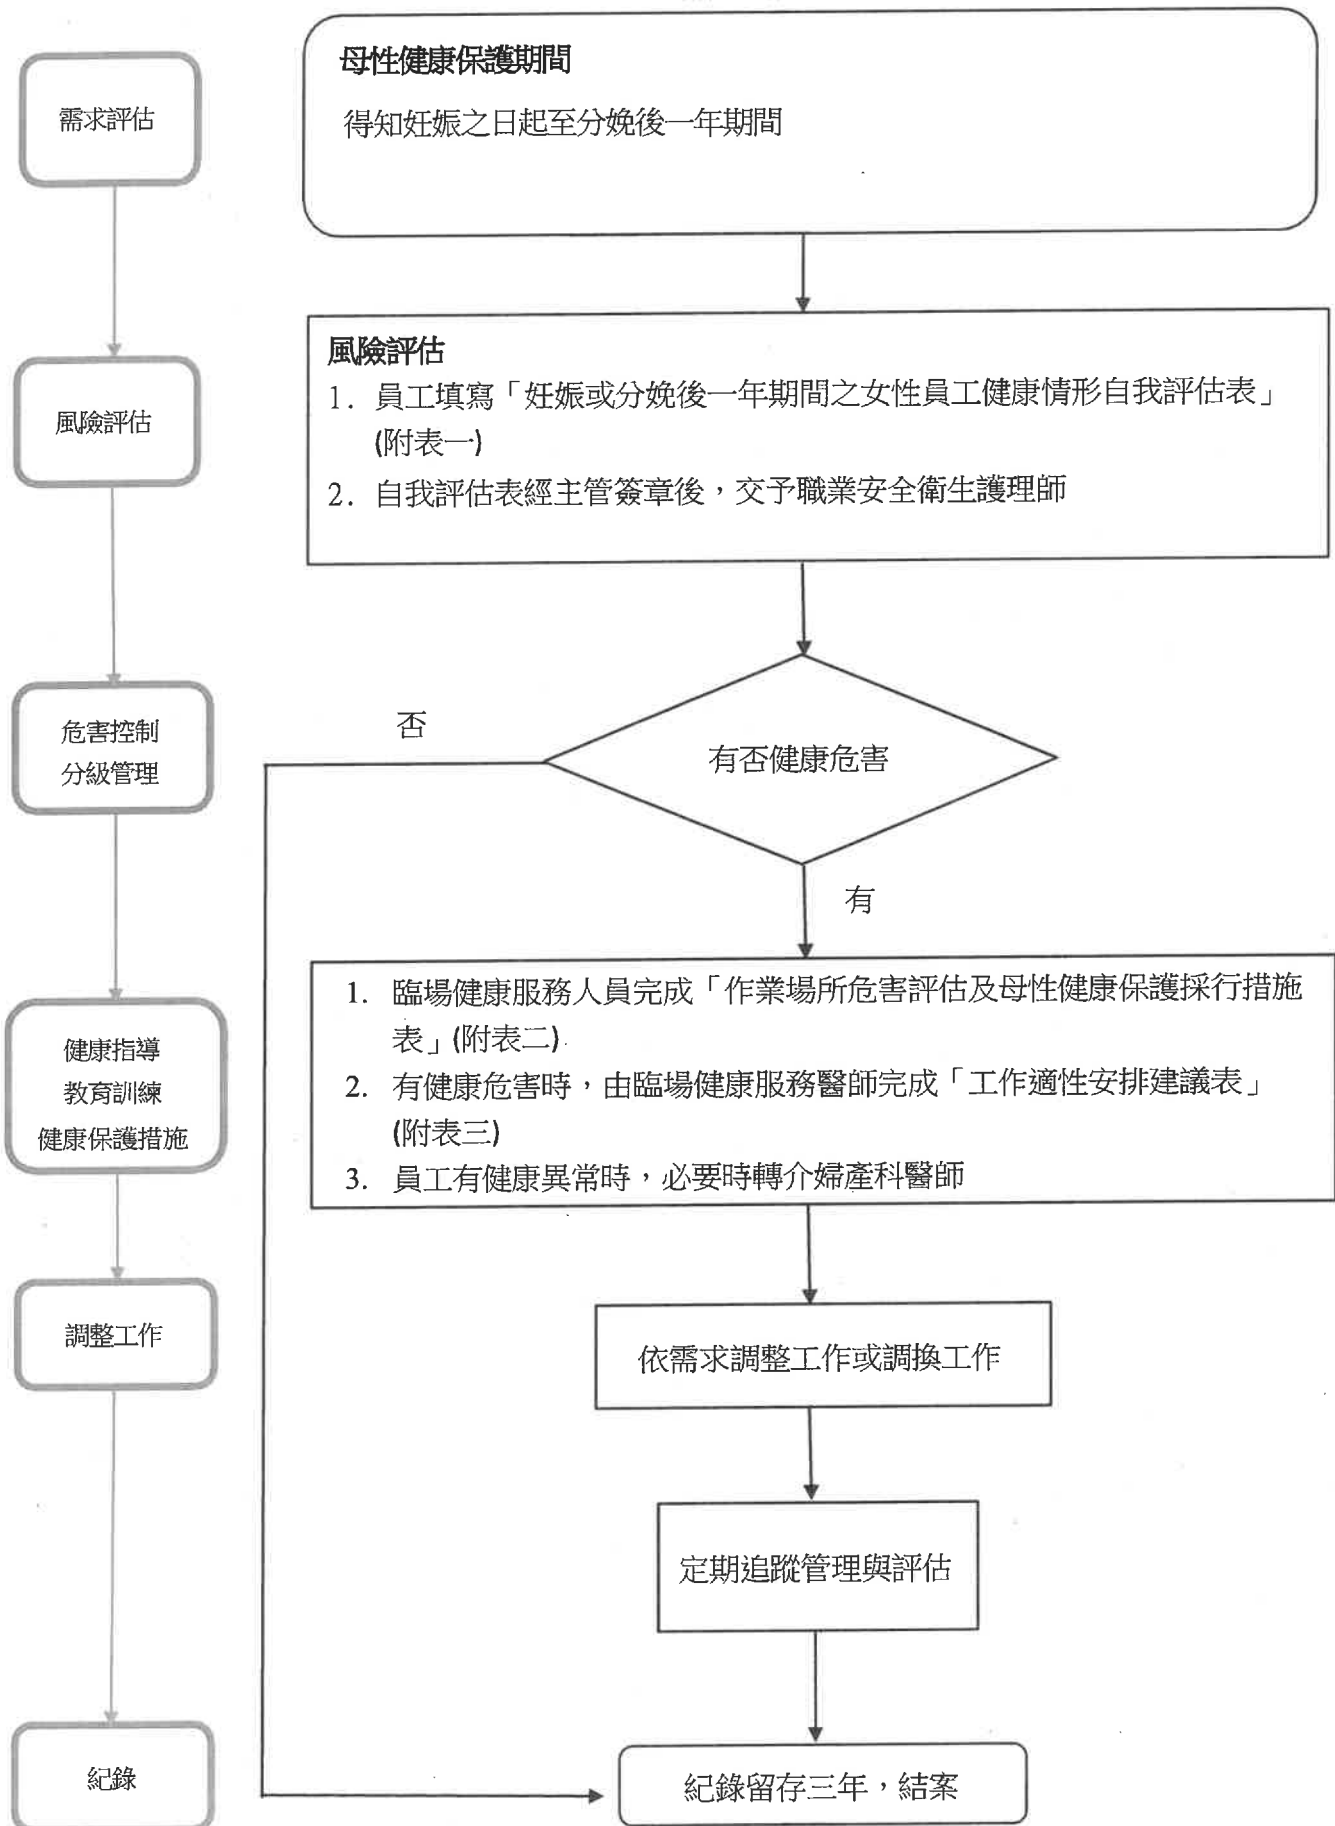 需求評估
母性健康保護期間
得知妊娠之日起至分娩後一年期間
風險評估
風險評估
1. 員工填寫「妊娠或分娩後一年期間之女性員工健康情形自我評估表」
(附表一)
2. 自我評估表經主管簽章後，交予職業安全衛生護理師
危害控制
分級管理
否
有否健康危害
有
健康指導
教育訓練
健康保護措施
1. 臨場健康服務人員完成「作業場所危害評估及母性健康保護採行措施
表」(附表二)
2. 有健康危害時，由臨場健康服務醫師完成「工作適性安排建議表」
(附表三)
3. 員工有健康異常時，必要時轉介婦產科醫師
調整工作
依需求調整工作或調換工作
定期追蹤管理與評估
紀錄
紀錄留存三年，結案